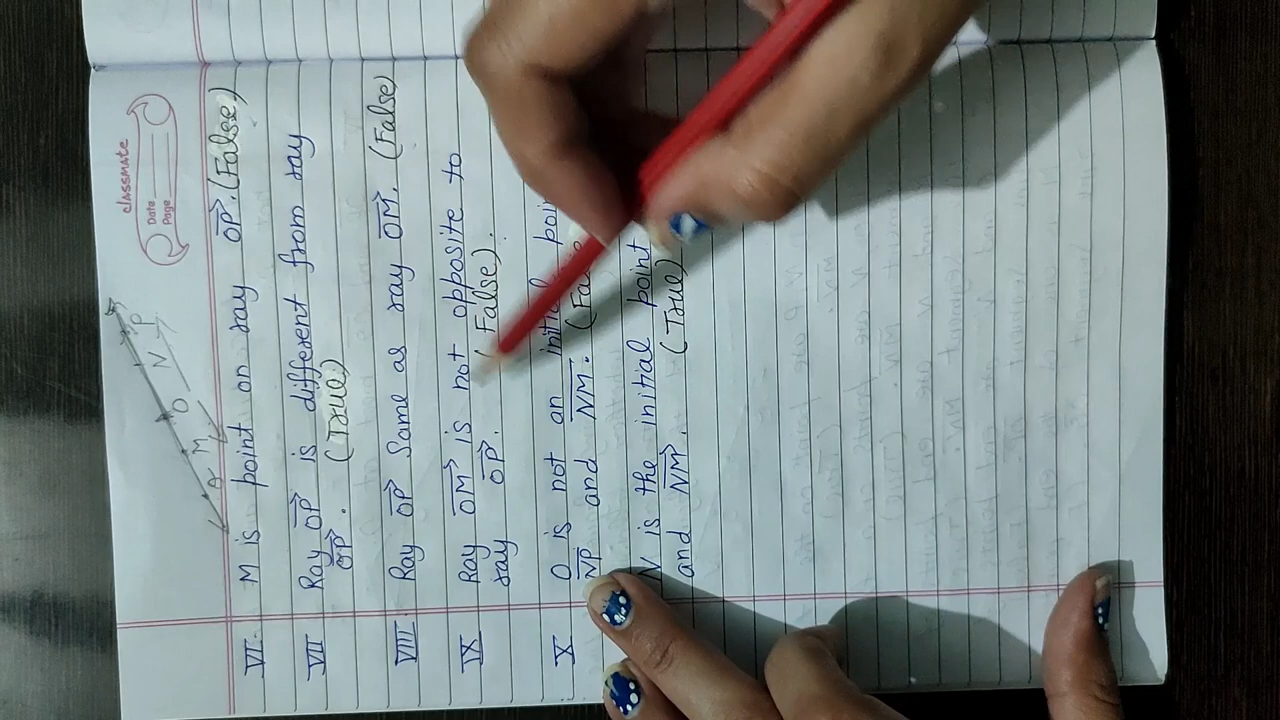 classmate
Date
Page
A M O N P
VI. M is point on ray OP. (False)
VII Ray OP is different from ray
OP. (True)
VIII Ray OP Same as ray OM. (False)
IX Ray OM is not opposite to
ray OP. (False).
X O is not an initial
NP and NM.
N is the initial point
and NM. (True)